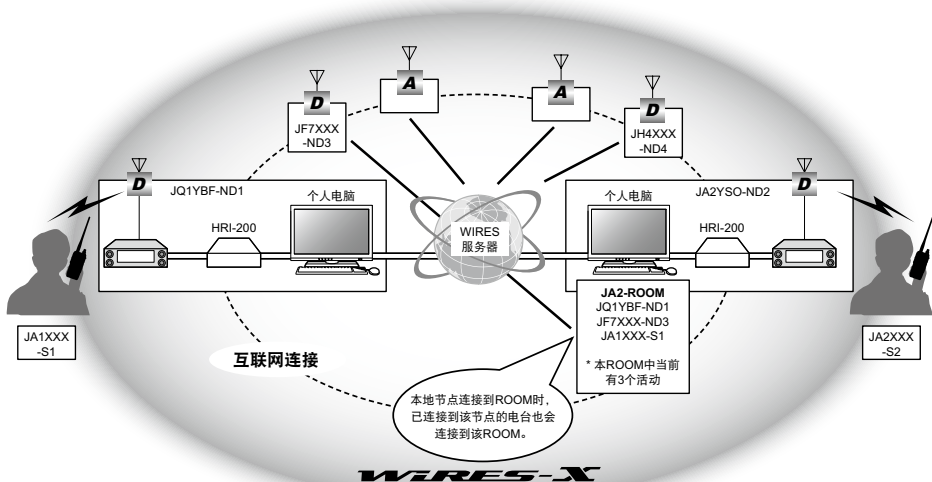 A
A
D
D
JF7XXX
-ND3
JH4XXX
-ND4
D
JQ1YBF-ND1
JA2YSO-ND2
D
个人电脑
个人电脑
HRI-200
HRI-200
WIRES
服务器
JA2-ROOM
JQ1YBF-ND1
JF7XXX-ND3
JA1XXX-S1
* 本ROOM中当前
有3个活动
JA1XXX
-S1
JA2XXX
-S2
互联网连接
本地节点连接到ROOM时，
已连接到该节点的电台也会
连接到该ROOM。
WIRES-X